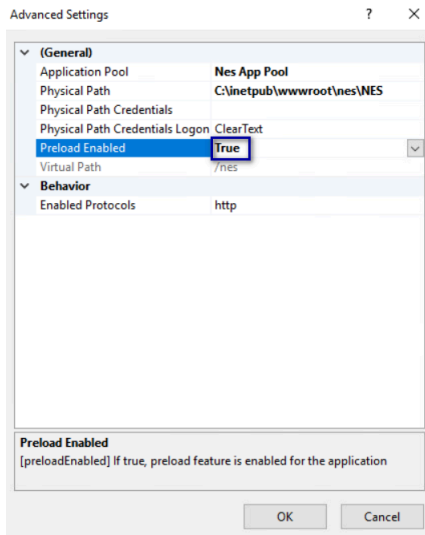 Advanced Settings ? ×
(General)
Application Pool Nes App Pool
Physical Path C:\inetpub\wwwroot\nes\NES
Physical Path Credentials
Physical Path Credentials Logon ClearText
Preload Enabled True
Virtual Path /nes
Behavior
Enabled Protocols http
Preload Enabled
[preloadEnabled] If true, preload feature is enabled for the application
OK Cancel